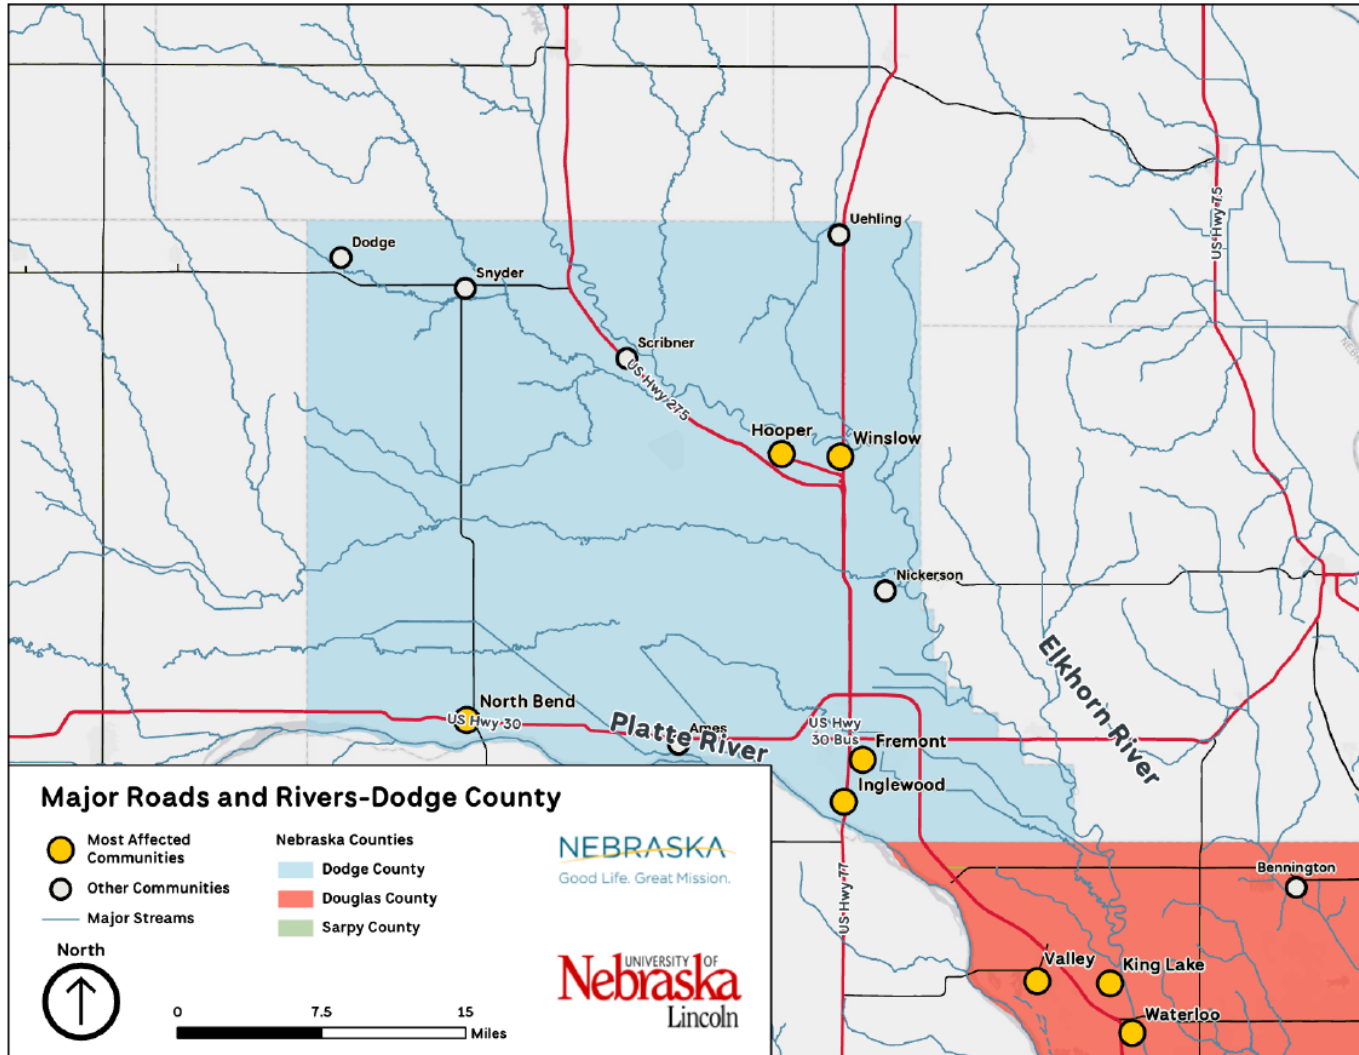 Uehling
Dodge
Snyder
US Hwy 75
Scribner
US Hwy 275
Hooper
Winslow
Nickerson
Elkhorn River
North Bend
US Hwy 30
Ames
Platte River
US Hwy
30 Bus
Fremont
Inglewood
US Hwy 77
Bennington
Valley
King Lake
Waterloo
Major Roads and Rivers-Dodge County
Most Affected
Communities
Other Communities
Major Streams
North
Nebraska Counties
Dodge County
Douglas County
Sarpy County
NEBRASKA
Good Life. Great Mission.
UNIVERSITY OF
Nebraska
Lincoln
0
7.5
15
Miles